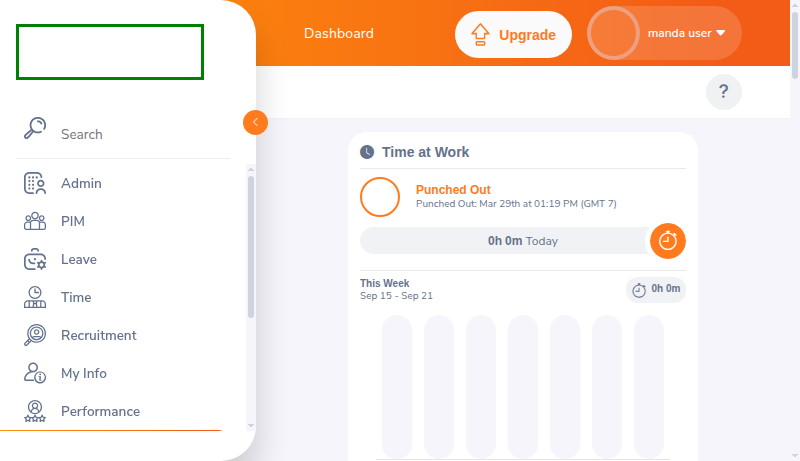 Dashboard
Upgrade
manda user
?
Search
Admin
PIM
Leave
Time
Recruitment
My Info
Performance
Time at Work
Punched Out
Punched Out: Mar 29th at 01:19 PM (GMT 7)
0h 0m Today
This Week
Sep 15 - Sep 21
0h 0m